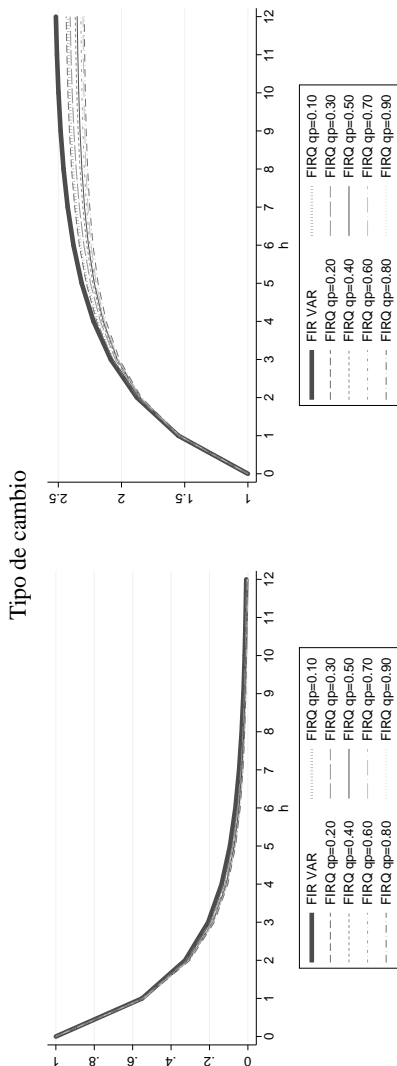 Tipo de cambio
1
.8
.6
.4
.2
0
0 1 2 3 4 5 6 7 8 9 10 11 12
h
FIR VAR
FIRQ qp=0.10
FIRQ qp=0.20
FIRQ qp=0.30
FIRQ qp=0.40
FIRQ qp=0.50
FIRQ qp=0.60
FIRQ qp=0.70
FIRQ qp=0.80
FIRQ qp=0.90
2.5
2
1.5
1
0 1 2 3 4 5 6 7 8 9 10 11 12
h
FIR VAR
FIRQ qp=0.10
FIRQ qp=0.20
FIRQ qp=0.30
FIRQ qp=0.40
FIRQ qp=0.50
FIRQ qp=0.60
FIRQ qp=0.70
FIRQ qp=0.80
FIRQ qp=0.90